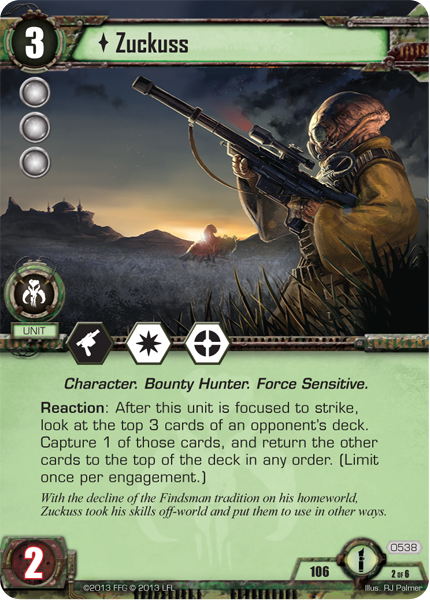 3
Zuckuss
UNIT
Character. Bounty Hunter. Force Sensitive.
Reaction: After this unit is focused to strike,
look at the top 3 cards of an opponent's deck.
Capture 1 of those cards, and return the other
cards to the top of the deck in any order. (Limit
once per engagement.)
With the decline of the Findsman tradition on his homeworld,
Zuckuss took his skills off-world and put them to use in other ways.
2
0538
106
2 of 6
©2013 FFG © 2013 LFL
Illus. RJ Palmer